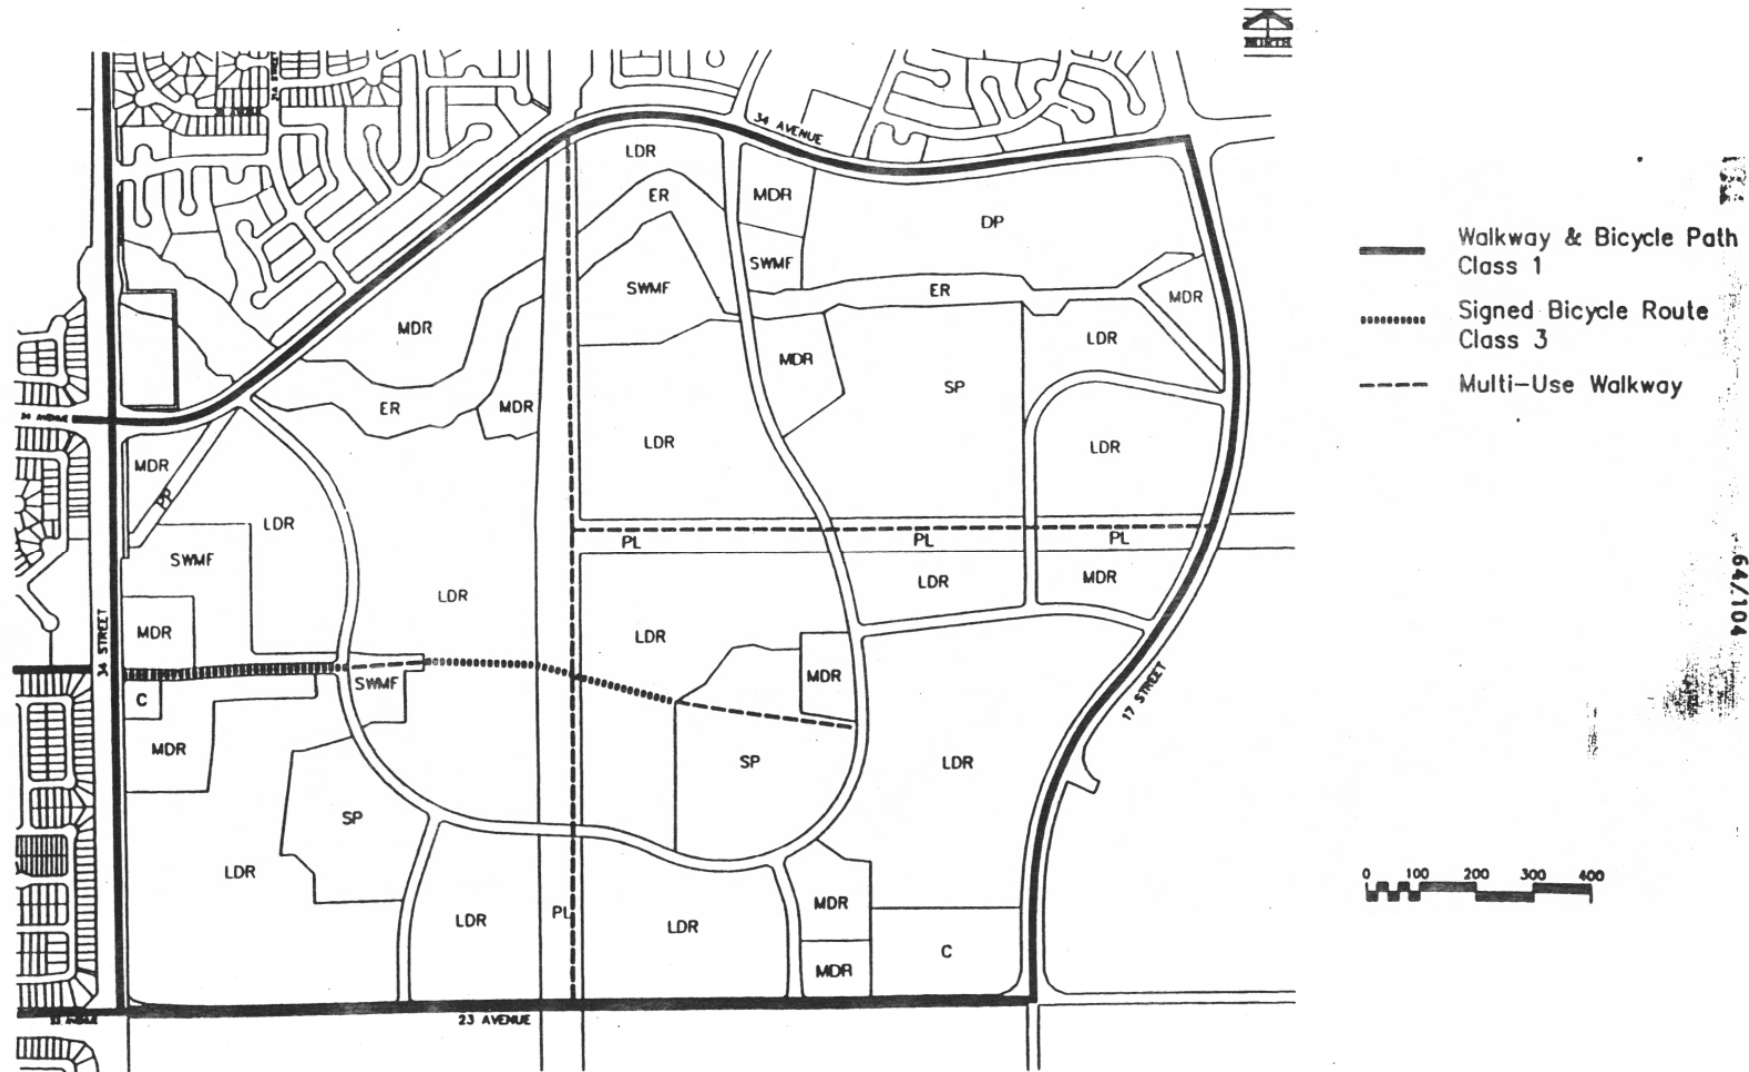 NORTH
34 AVENUE
LDR
MDR
ER
DP
SWMF
SWMF
ER
MDR
MDR
LDR
MDR
SP
ER
MDR
34 AVENUE
LDR
LDR
MDR
LDR
SWMF
PL
PL
PL
LDR
MDR
LDR
MDR
LDR
34 STREET
MDR
SWMF
C
17 STREET
MDR
SP
LDR
SP
LDR
MDR
PL
LDR
LDR
C
MDR
23 AVENUE
Walkway & Bicycle Path
Class 1
Signed Bicycle Route
Class 3
Multi-Use Walkway
64/104
0 100 200 300 400